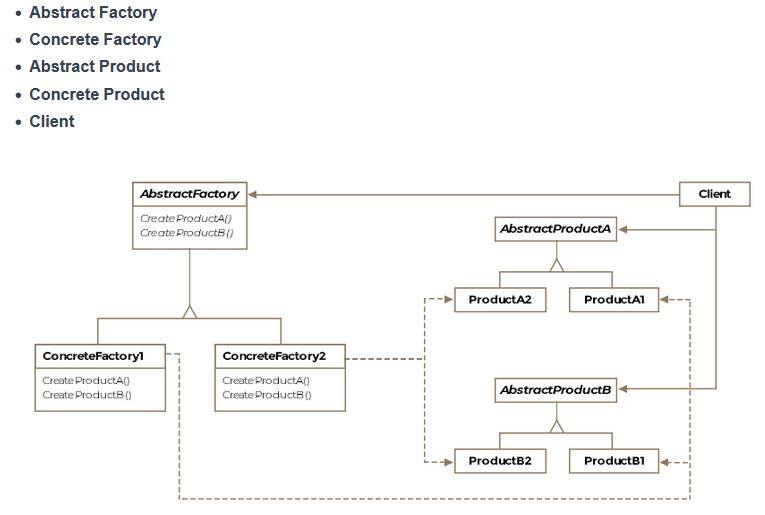 Abstract Factory
Concrete Factory
Abstract Product
Concrete Product
Client
AbstractFactory
CreateProductA()
CreateProductB()
Client
AbstractProductA
ProductA2
ProductA1
ConcreteFactory1
CreateProductA()
CreateProductB()
ConcreteFactory2
CreateProductA()
CreateProductB()
AbstractProductB
ProductB2
ProductB1